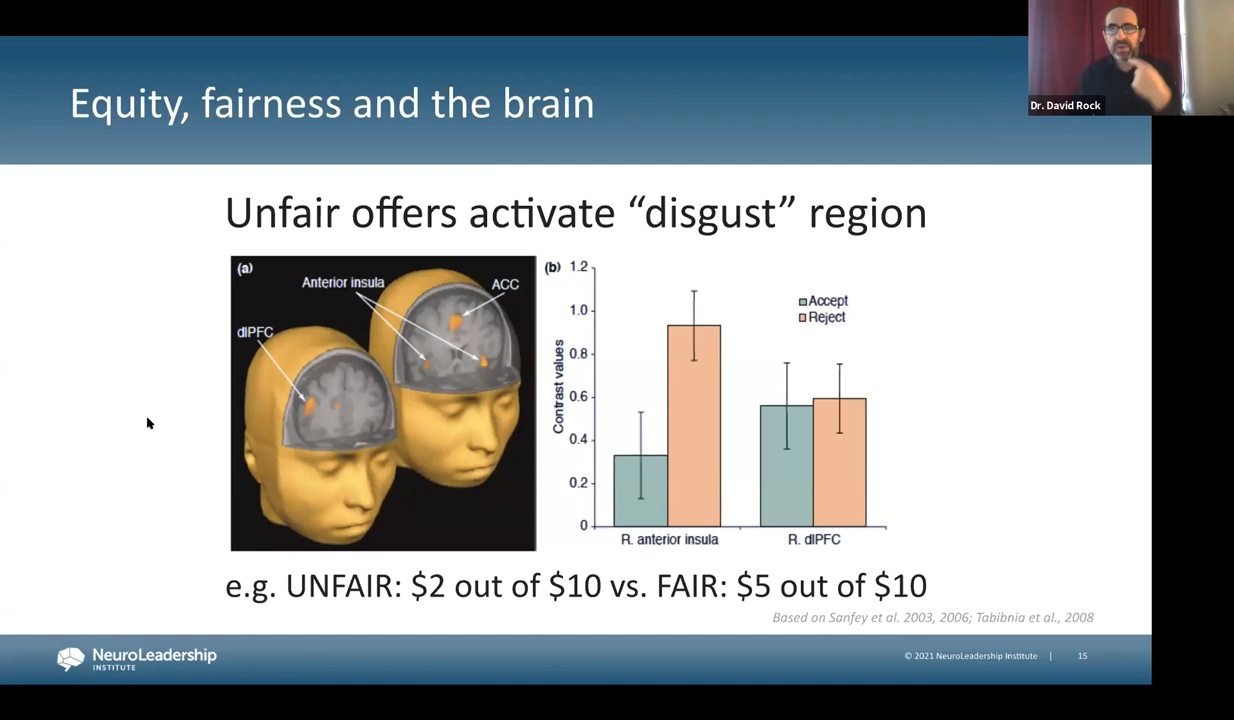 Dr. David Rock
Equity, fairness and the brain
Unfair offers activate “disgust” region
(a)
Anterior insula
ACC
dlPFC
(b)
1.2
1.0
0.8
0.6
0.4
0.2
0
Contrast values
Accept
Reject
R. anterior insula
R. dlPFC
e.g. UNFAIR: $2 out of $10 vs. FAIR: $5 out of $10
Based on Sanfey et al. 2003, 2006; Tabibnia et al., 2008
NeuroLeadership
INSTITUTE
© 2021 NeuroLeadership Institute | 15